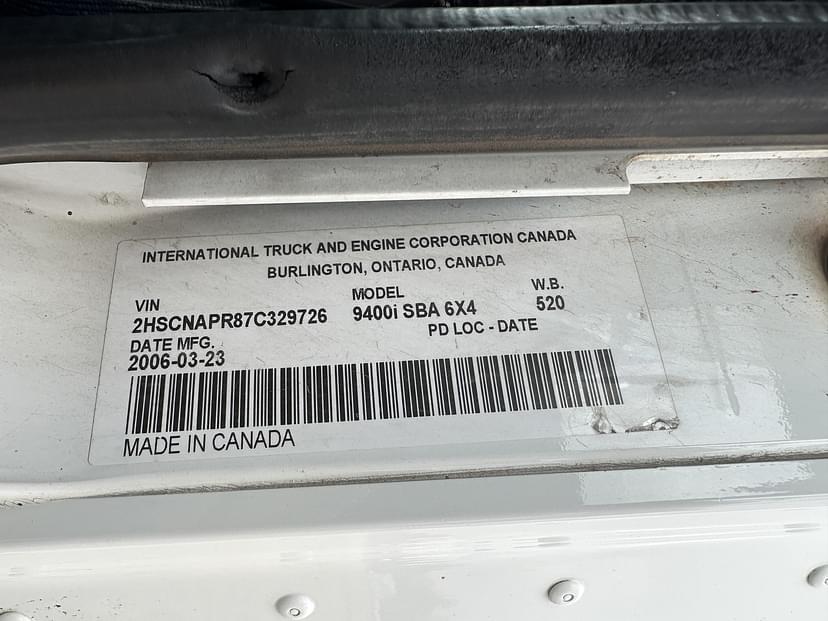 INTERNATIONAL TRUCK AND ENGINE CORPORATION CANADA
BURLINGTON, ONTARIO, CANADA
VIN MODEL W.B.
2HSCNAPR87C329726 9400i SBA 6X4 520
DATE MFG. PD LOC - DATE
2006-03-23
MADE IN CANADA